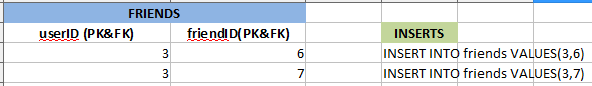 FRIENDS
userID (PK&FK) friendID(PK&FK) INSERTS
3 6 INSERT INTO friends VALUES(3,6)
3 7 INSERT INTO friends VALUES(3,7)